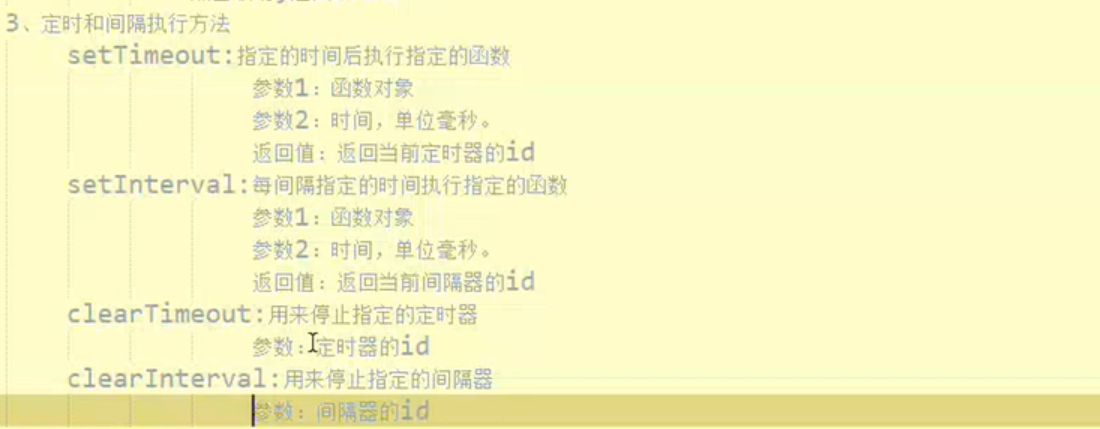 3、定时和间隔执行方法
setTimeout:指定的时间后执行指定的函数
参数1：函数对象
参数2：时间，单位毫秒。
返回值：返回当前定时器的id
setInterval:每间隔指定的时间执行指定的函数
参数1：函数对象
参数2：时间，单位毫秒。
返回值：返回当前间隔器的id
clearTimeout:用来停止指定的定时器
参数：定时器的id
clearInterval:用来停止指定的间隔器
参数：间隔器的id